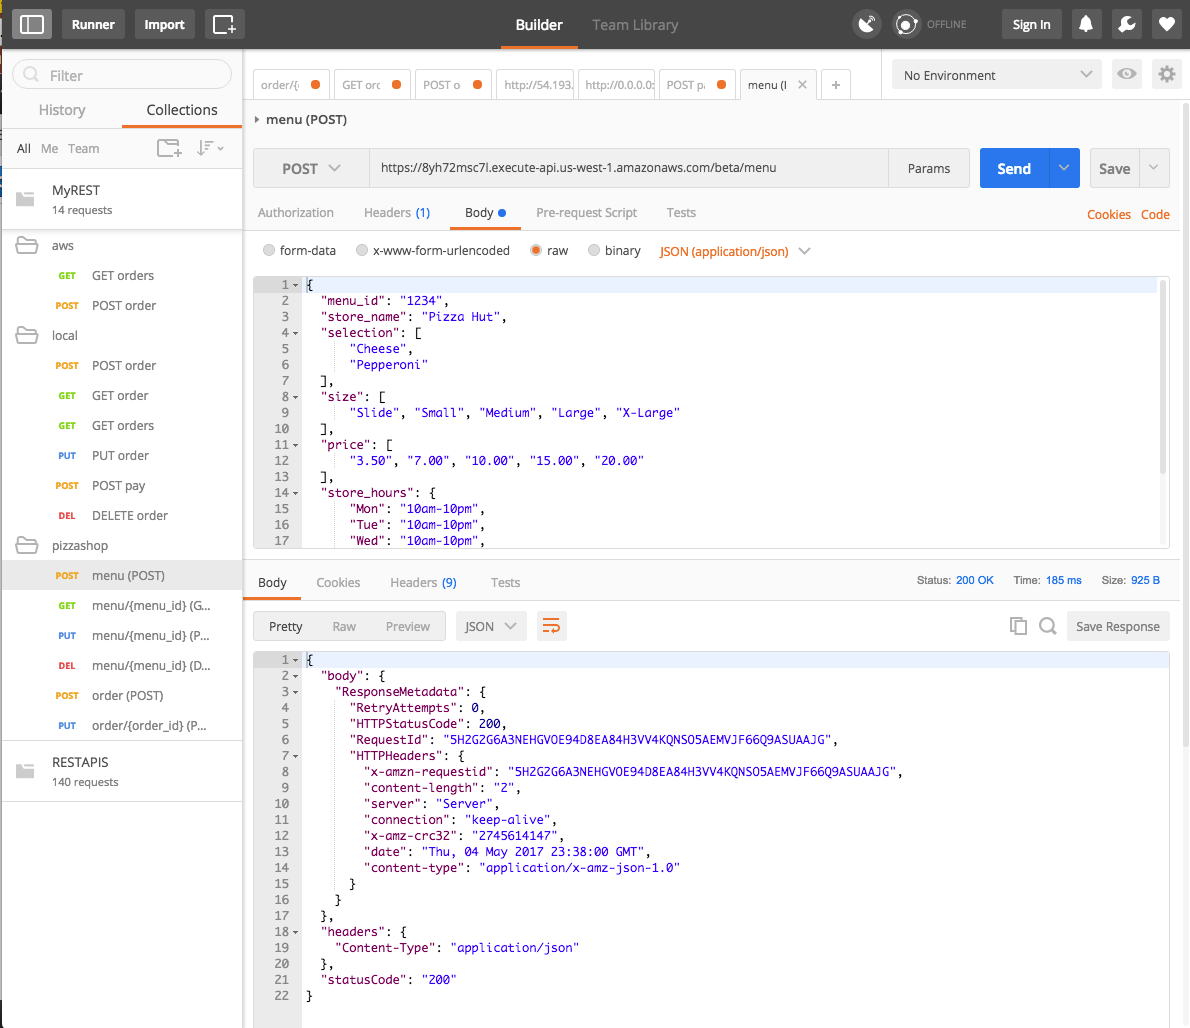 Runner
Import
Builder
Team Library
OFFLINE
Sign In
Filter
History
Collections
All Me Team
MyREST
14 requests
aws
GET GET orders
POST POST order
local
POST POST order
GET GET order
GET GET orders
PUT PUT order
POST POST pay
DEL DELETE order
pizzashop
POST menu (POST)
GET menu/{menu_id} (G...
PUT menu/{menu_id} (P...
DEL menu/{menu_id} (D...
POST order (POST)
PUT order/{order_id} (P...
RESTAPIS
140 requests
order/{
GET orc
POST o
http://54.193.
http://0.0.0.0:
POST p
menu (
+
No Environment
menu (POST)
POST
https://8yh72msc7l.execute-api.us-west-1.amazonaws.com/beta/menu
Params
Send
Save
Authorization Headers (1) Body Pre-request Script Tests
Cookies Code
form-data x-www-form-urlencoded raw binary JSON (application/json)
1 {
2 "menu_id": "1234",
3 "store_name": "Pizza Hut",
4 "selection": [
5 "Cheese",
6 "Pepperoni"
7 ],
8 "size": [
9 "Slide", "Small", "Medium", "Large", "X-Large"
10 ],
11 "price": [
12 "3.50", "7.00", "10.00", "15.00", "20.00"
13 ],
14 "store_hours": {
15 "Mon": "10am-10pm",
16 "Tue": "10am-10pm",
17 "Wed": "10am-10pm",
Body Cookies Headers (9) Tests
Status: 200 OK Time: 185 ms Size: 925 B
Pretty Raw Preview JSON
Save Response
1 {
2 "body": {
3 "ResponseMetadata": {
4 "RetryAttempts": 0,
5 "HTTPStatusCode": 200,
6 "RequestId": "5H2G2G6A3NEHGVOE94D8EA84H3VV4KQNSO5AEMVJF66Q9ASUAAJG",
7 "HTTPHeaders": {
8 "x-amzn-requestid": "5H2G2G6A3NEHGVOE94D8EA84H3VV4KQNSO5AEMVJF66Q9ASUAAJG",
9 "content-length": "2",
10 "server": "Server",
11 "connection": "keep-alive",
12 "x-amz-crc32": "2745614147",
13 "date": "Thu, 04 May 2017 23:38:00 GMT",
14 "content-type": "application/x-amz-json-1.0"
15 }
16 }
17 },
18 "headers": {
19 "Content-Type": "application/json"
20 },
21 "statusCode": "200"
22 }